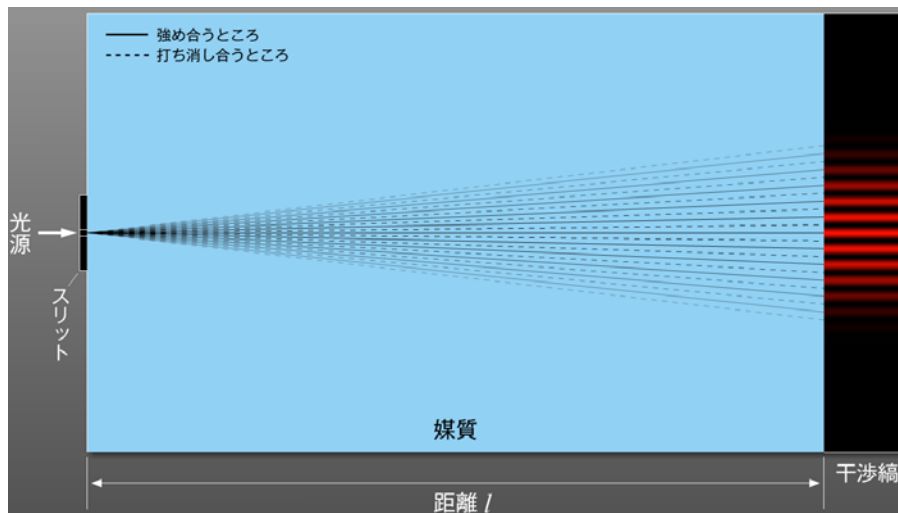 強め合うところ
打ち消し合うところ
光源
スリット
媒質
干渉縞
距離 l